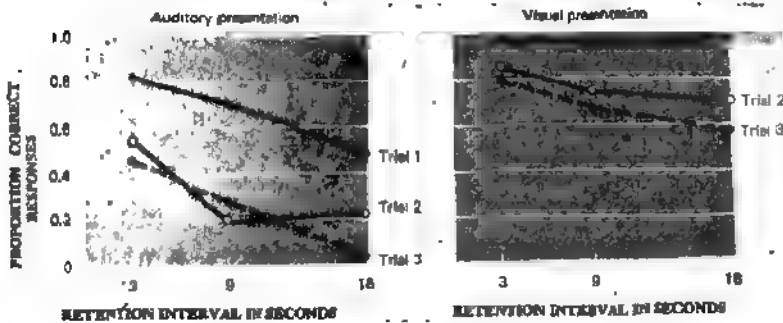 Auditory presentation
Visual presentation
PROPORTION CORRECT
RESPONSES
1.0
0.8
0.6
0.4
0.2
0
Trial 1
Trial 2
Trial 3
3 9 18
RETENTION INTERVAL IN SECONDS
Trial 2
Trial 3
3 9 18
RETENTION INTERVAL IN SECONDS